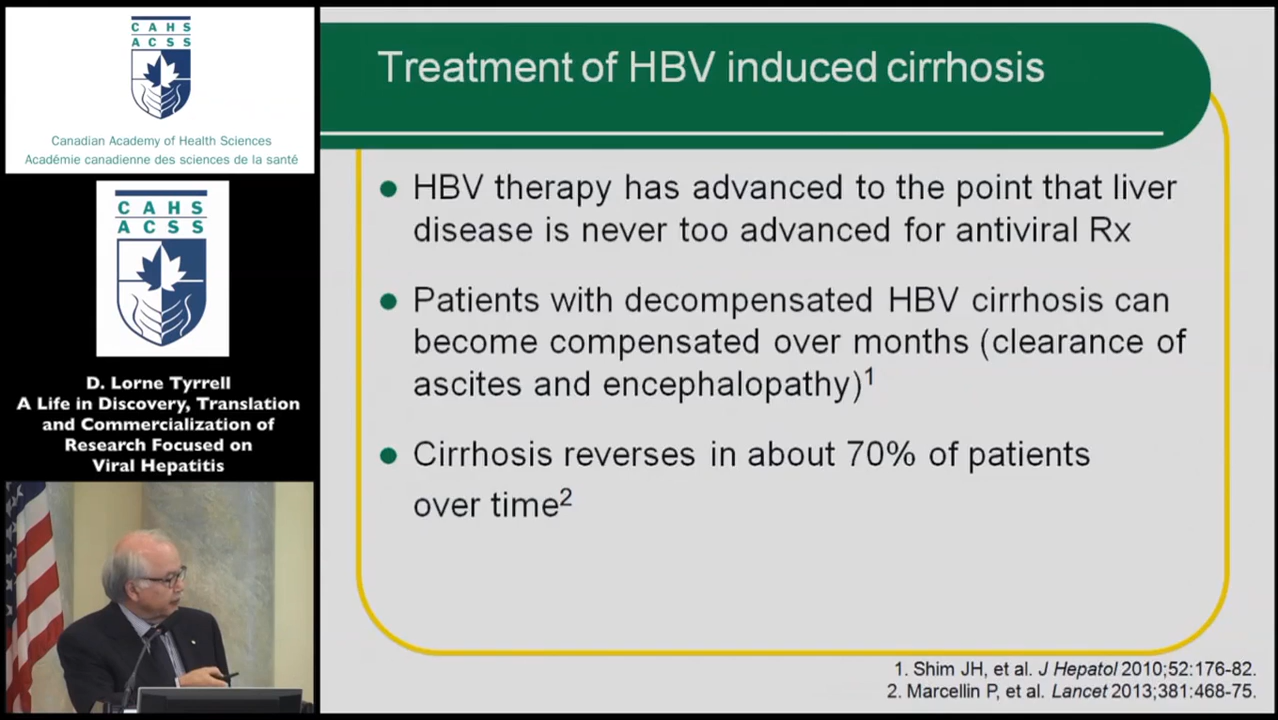 CAHS
ACSS
Canadian Academy of Health Sciences
Académie canadienne des sciences de la santé
CAHS
ACSS
D. Lorne Tyrrell
A Life in Discovery, Translation
and Commercialization of
Research Focused on
Viral Hepatitis
Treatment of HBV induced cirrhosis
HBV therapy has advanced to the point that liver
disease is never too advanced for antiviral Rx
Patients with decompensated HBV cirrhosis can
become compensated over months (clearance of
ascites and encephalopathy)¹
Cirrhosis reverses in about 70% of patients
over time²
1. Shim JH, et al. J Hepatol 2010;52:176-82.
2. Marcellin P, et al. Lancet 2013;381:468-75.